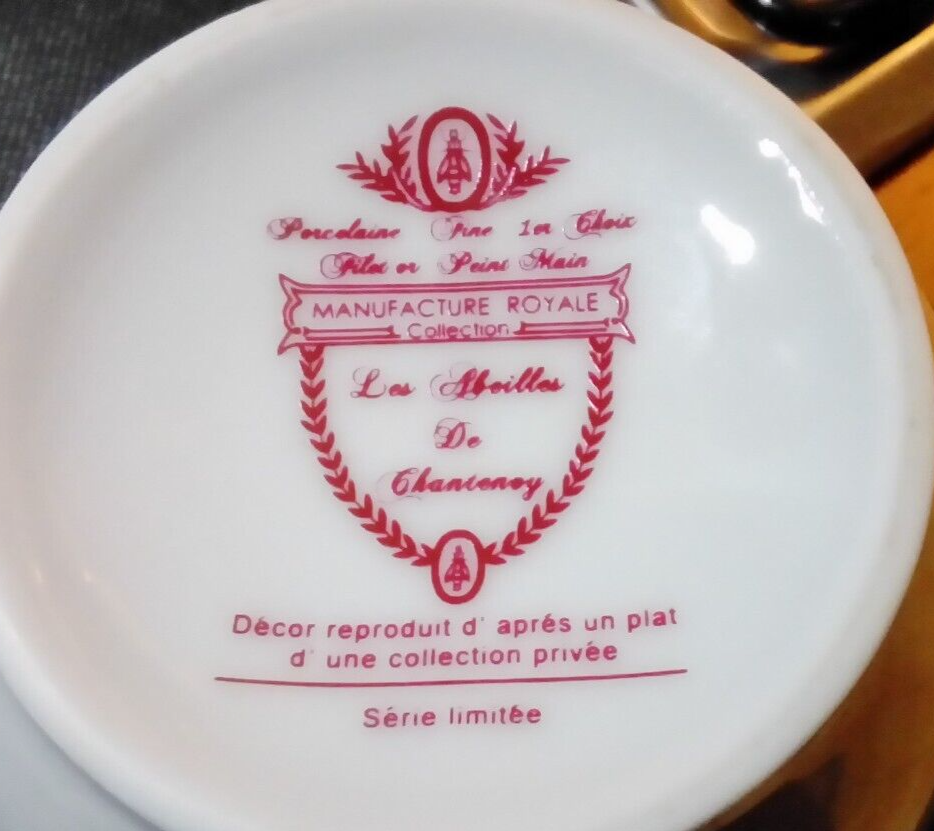 Porcelaine Fine 1er Choix
Filet or Peint Main
MANUFACTURE ROYALE
Collection
Les Abeilles
De
Chantenoy
Décor reproduit d' aprés un plat
d' une collection privée
Série limitée